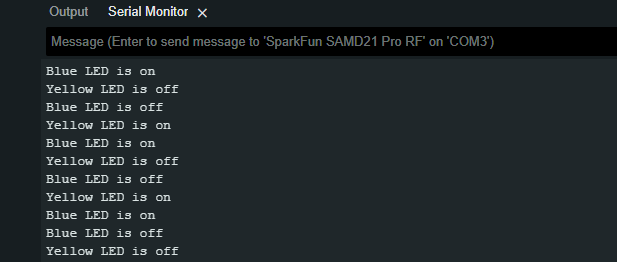 Output Serial Monitor ×
Message (Enter to send message to 'SparkFun SAMD21 Pro RF' on 'COM3')
Blue LED is on
Yellow LED is off
Blue LED is off
Yellow LED is on
Blue LED is on
Yellow LED is off
Blue LED is off
Yellow LED is on
Blue LED is on
Blue LED is off
Yellow LED is off